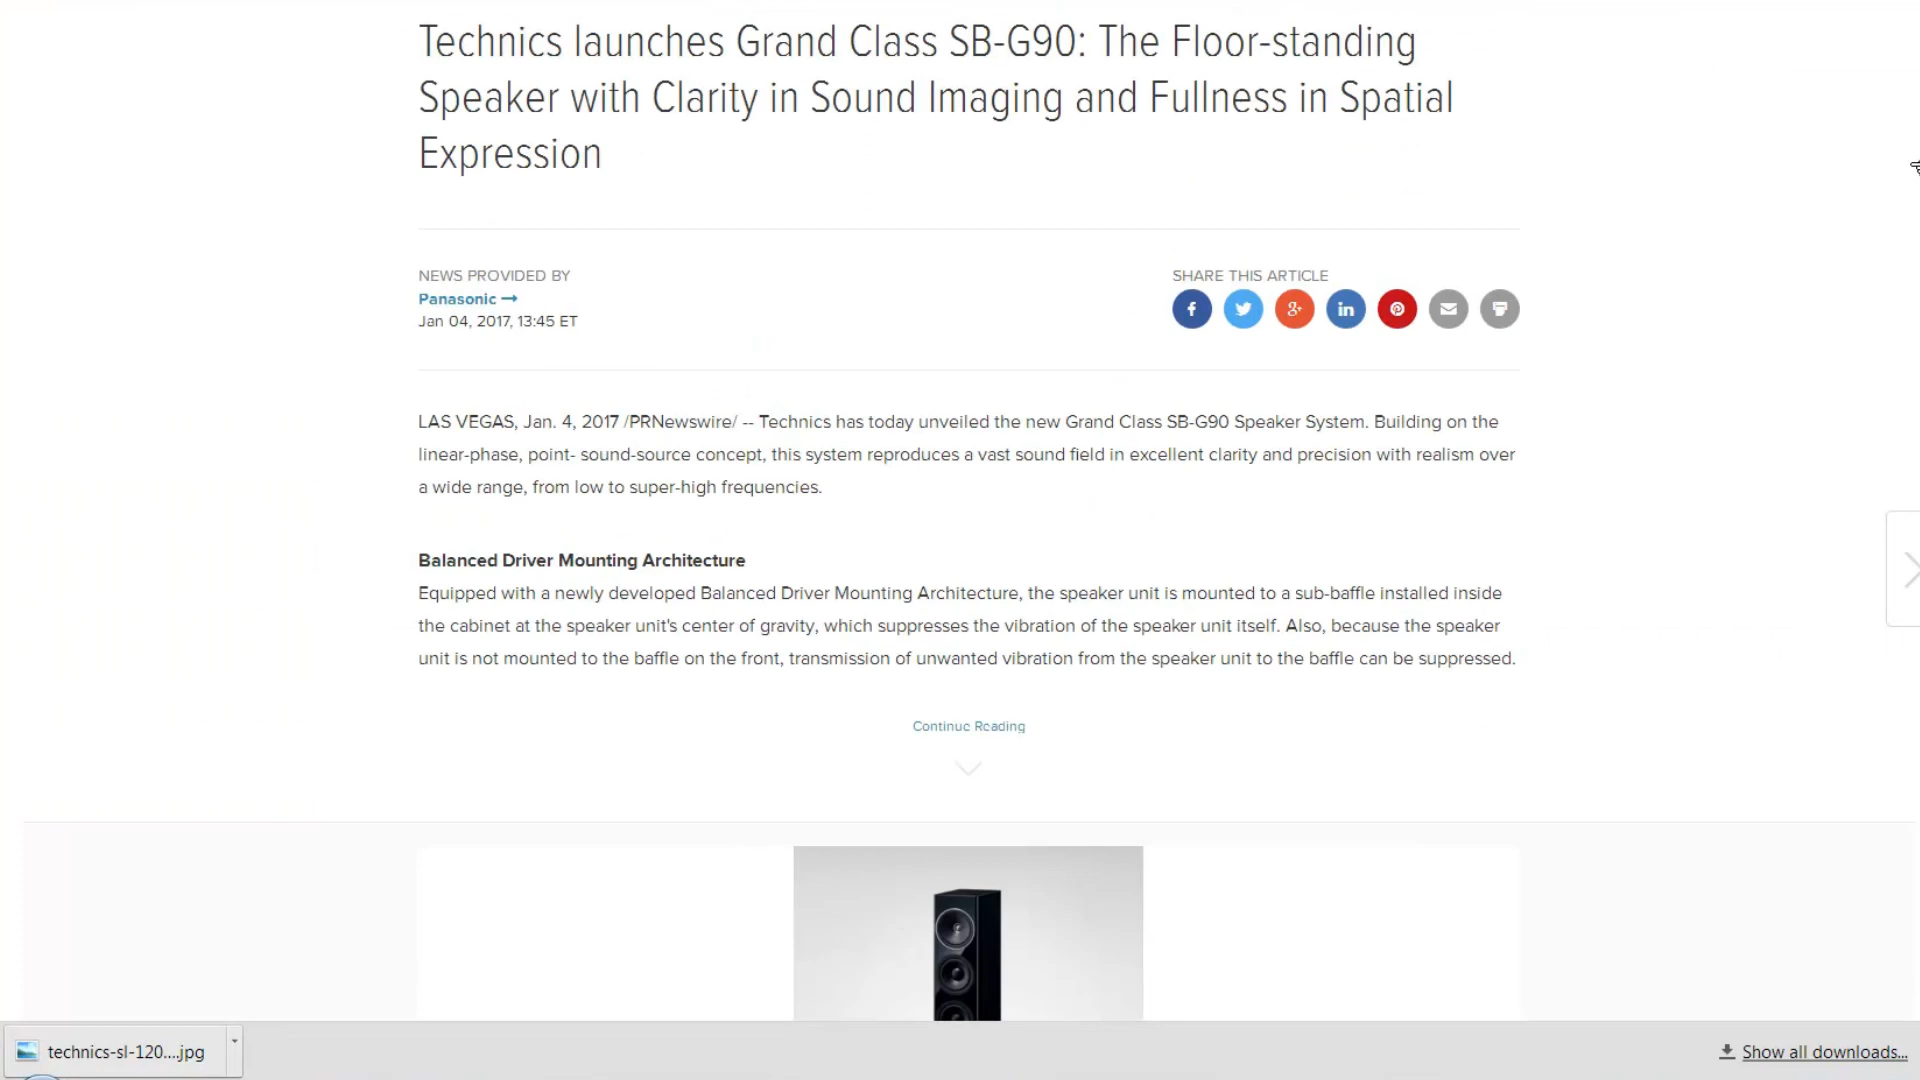 Technics launches Grand Class SB-G90: The Floor-standing
Speaker with Clarity in Sound Imaging and Fullness in Spatial
Expression
NEWS PROVIDED BY
Panasonic →
Jan 04, 2017, 13:45 ET
SHARE THIS ARTICLE
LAS VEGAS, Jan. 4, 2017 /PRNewswire/ -- Technics has today unveiled the new Grand Class SB-G90 Speaker System. Building on the
linear-phase, point- sound-source concept, this system reproduces a vast sound field in excellent clarity and precision with realism over
a wide range, from low to super-high frequencies.
Balanced Driver Mounting Architecture
Equipped with a newly developed Balanced Driver Mounting Architecture, the speaker unit is mounted to a sub-baffle installed inside
the cabinet at the speaker unit's center of gravity, which suppresses the vibration of the speaker unit itself. Also, because the speaker
unit is not mounted to the baffle on the front, transmission of unwanted vibration from the speaker unit to the baffle can be suppressed.
Continue Reading
technics-sl-120....jpg
Show all downloads...